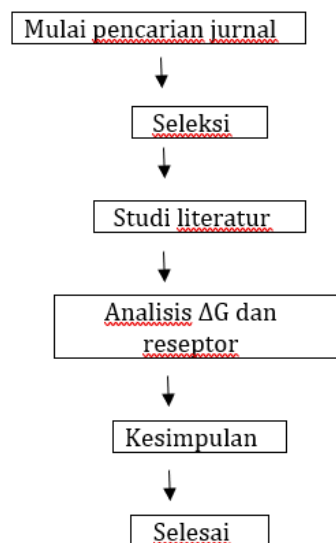 Mulai pencarian jurnal
Seleksi
Studi literatur
Analisis ΔG dan
reseptor
Kesimpulan
Selesai